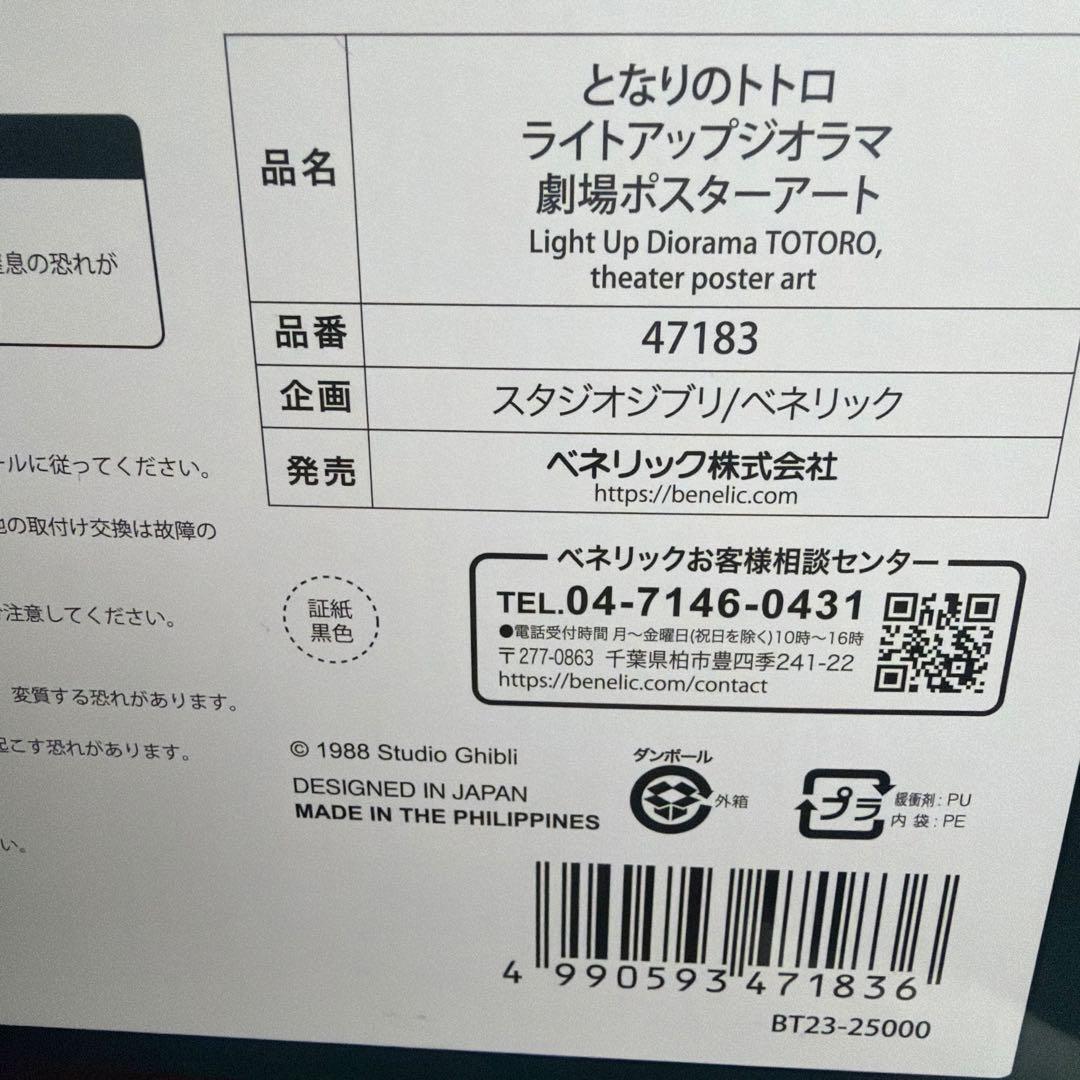 品名
となりのトトロ
ライトアップジオラマ
劇場ポスターアート
Light Up Diorama TOTORO,
theater poster art
品番
47183
企画
スタジオジブリ/ベネリック
発売
ベネリック株式会社
https://benelic.com
息の恐れが
ールに従ってください。
の取付け交換は故障の
注意してください。
変質する恐れがあります。
こす恐れがあります。
い。
証紙
黒色
ベネリックお客様相談センター
TEL.04-7146-0431
●電話受付時間 月〜金曜日(祝日を除く)10時〜16時
〒277-0863 千葉県柏市豊四季241-22
https://benelic.com/contact
© 1988 Studio Ghibli
DESIGNED IN JAPAN
MADE IN THE PHILIPPINES
ダンボール
外箱
プラ
緩衝剤 : PU
内 袋 : PE
4 990593 471836
BT23-25000